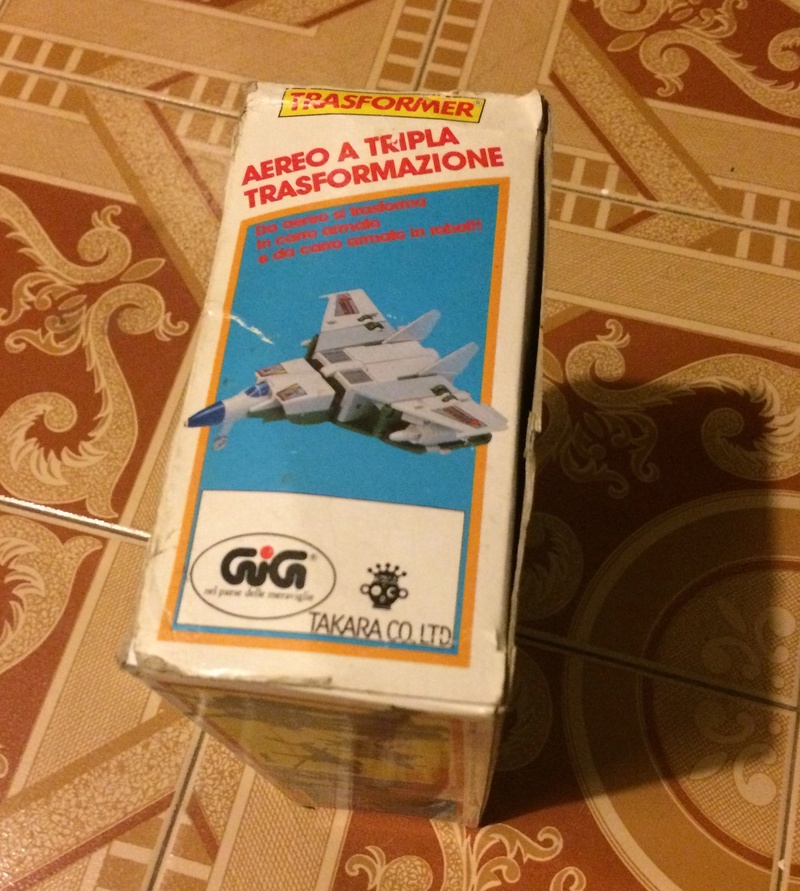 TRASFORMER®
AEREO A TRIPLA
TRASFORMAZIONE
Da aereo si trasforma
in carro armato
e da carro armato in robot!!
GiG®
nel paese delle meraviglie
TAKARA CO., LTD